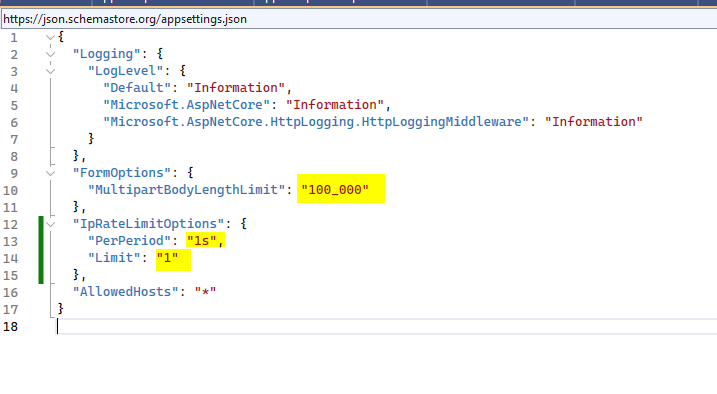 https://json.schemastore.org/appsettings.json
1 {
2 "Logging": {
3 "LogLevel": {
4 "Default": "Information",
5 "Microsoft.AspNetCore": "Information",
6 "Microsoft.AspNetCore.HttpLogging.HttpLoggingMiddleware": "Information"
7 }
8 },
9 "FormOptions": {
10 "MultipartBodyLengthLimit": "100_000"
11 },
12 "IpRateLimitOptions": {
13 "PerPeriod": "1s",
14 "Limit": "1"
15 },
16 "AllowedHosts": "*"
17 }
18